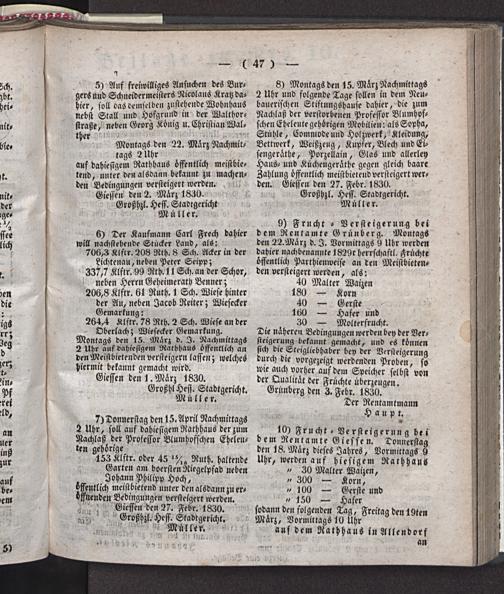 — ( 47 ) —
5) Auf freiwilliges Ansuchen des Bür-
gers und Schneidermeisters Nicolaus Kratz da-
hier, soll das demselben zustehende Wohnhaus
nebst Stall und Hofgrund in der Walthor-
straße, neben Georg König u. Christian Wal-
ther
Montags den 22. März Nachmit-
tags 2 Uhr
auf dahiesigem Rathhaus öffentlich meistbie-
tend, unter den alsdann bekannt zu machen-
den Bedingungen versteigert werden.
Giessen den 2. März 1830.
Großhzl. Hess. Stadtgericht
Müller.
6) Der Kaufmann Carl Frech dahier
will nachstehende Stücker Land, als:
706,3 Klftr. 208 Rth. 8 Sch. Acker in der
Lichtenau, neben Peter Seipp;
337,7 Klftr. 99 Rth. 11 Sch. an der Schor,
neben Herrn Geheimerath Venner;
206,8 Klftr. 61 Ruth. 1 Sch. Wiese hinter
der Au, neben Jacob Reiter; Wiesecker
Gemarkung;
264,4 Klftr. 78 Rth. 2 Sch. Wiese an der
Oberlach; Wiesecker Gemarkung.
Montags den 15. März d. J. Nachmittags
2 Uhr auf dahiesigem Rathhaus öffentlich an
den Meistbietenden versteigern lassen; welches
hiermit bekannt gemacht wird.
Giessen den 1. März 1830.
Großhzl. Hess. Stadtgericht.
Müller.
7) Donnerstag den 15. April Nachmittags
2 Uhr, soll auf dahiesigem Rathhaus der zum
Nachlaß der Professor Blumhofschen Eheleu-
ten gehörige
153 Klftr. oder 45 Ruth. haltende
Garten am hoersten Riegelpfad neben
Johann Philipp Hoch,
öffentlich meistbietend unter den alsdann zu er-
öffnenden Bedingungen versteigert werden.
Giessen den 27. Febr. 1830.
Großhzl. Hess. Stadtgericht.
Müller.
8) Montags den 15. März Nachmittags
2 Uhr und folgende Tage sollen in dem Neu-
bauerischen Stiftungshause dahier, die zum
Nachlaß der verstorbenen Professor Blumhof-
schen Eheleute gehörigen Mobilien: als Sopha,
Stühle, Commode und Holzwerk, Kleidung,
Bettwerk, Weißzeug, Kupfer, Blech und Ei-
sengeräthe, Porzellain, Glas und allerley
Haus- und Küchengeräthe gegen gleich baare
Zahlung öffentlich meistbietend versteigert wer-
den. Giessen den 27. Febr. 1830.
Großhzl. Hess. Stadtgericht.
Müller.
9) Frucht-Versteigerung bei
dem Rentamte Grünberg. Montags
den 22. März d. J. Vormittags 9 Uhr werden
dahier nachbenannte 1829r herrschaftl. Früchte
öffentlich Parthienweise an den Meistbieten-
den versteigert werden, als:
40 Malter Waizen
180 — Korn
40 — Gerste
160 — Hafer und
30 — Molterfrucht.
Die näheren Bedingungen werden bey der Ver-
steigerung bekannt gemacht, und es können
sich die Steigliebhaber bey der Versteigerung
durch die vorgezeigt werdenden Proben, so
wie auch vorher auf dem Speicher selbst von
der Qualität der Früchte überzeugen.
Grünberg den 3. Febr. 1830.
Der Rentamtmann
Haupt.
10) Frucht-Versteigerung bei
dem Rentamte Giessen. Donnerstag
den 18. März dieses Jahres, Vormittags 9
Uhr, werden auf hiesigem Rathhaus
„ 30 Malter Waizen,
„ 300 — Korn,
„ 100 — Gerste und
„ 150 — Hafer
sodann den folgenden Tag, Freitag den 19ten
März, Vormittags 10 Uhr
auf dem Rathhaus in Allendorf
an
5)